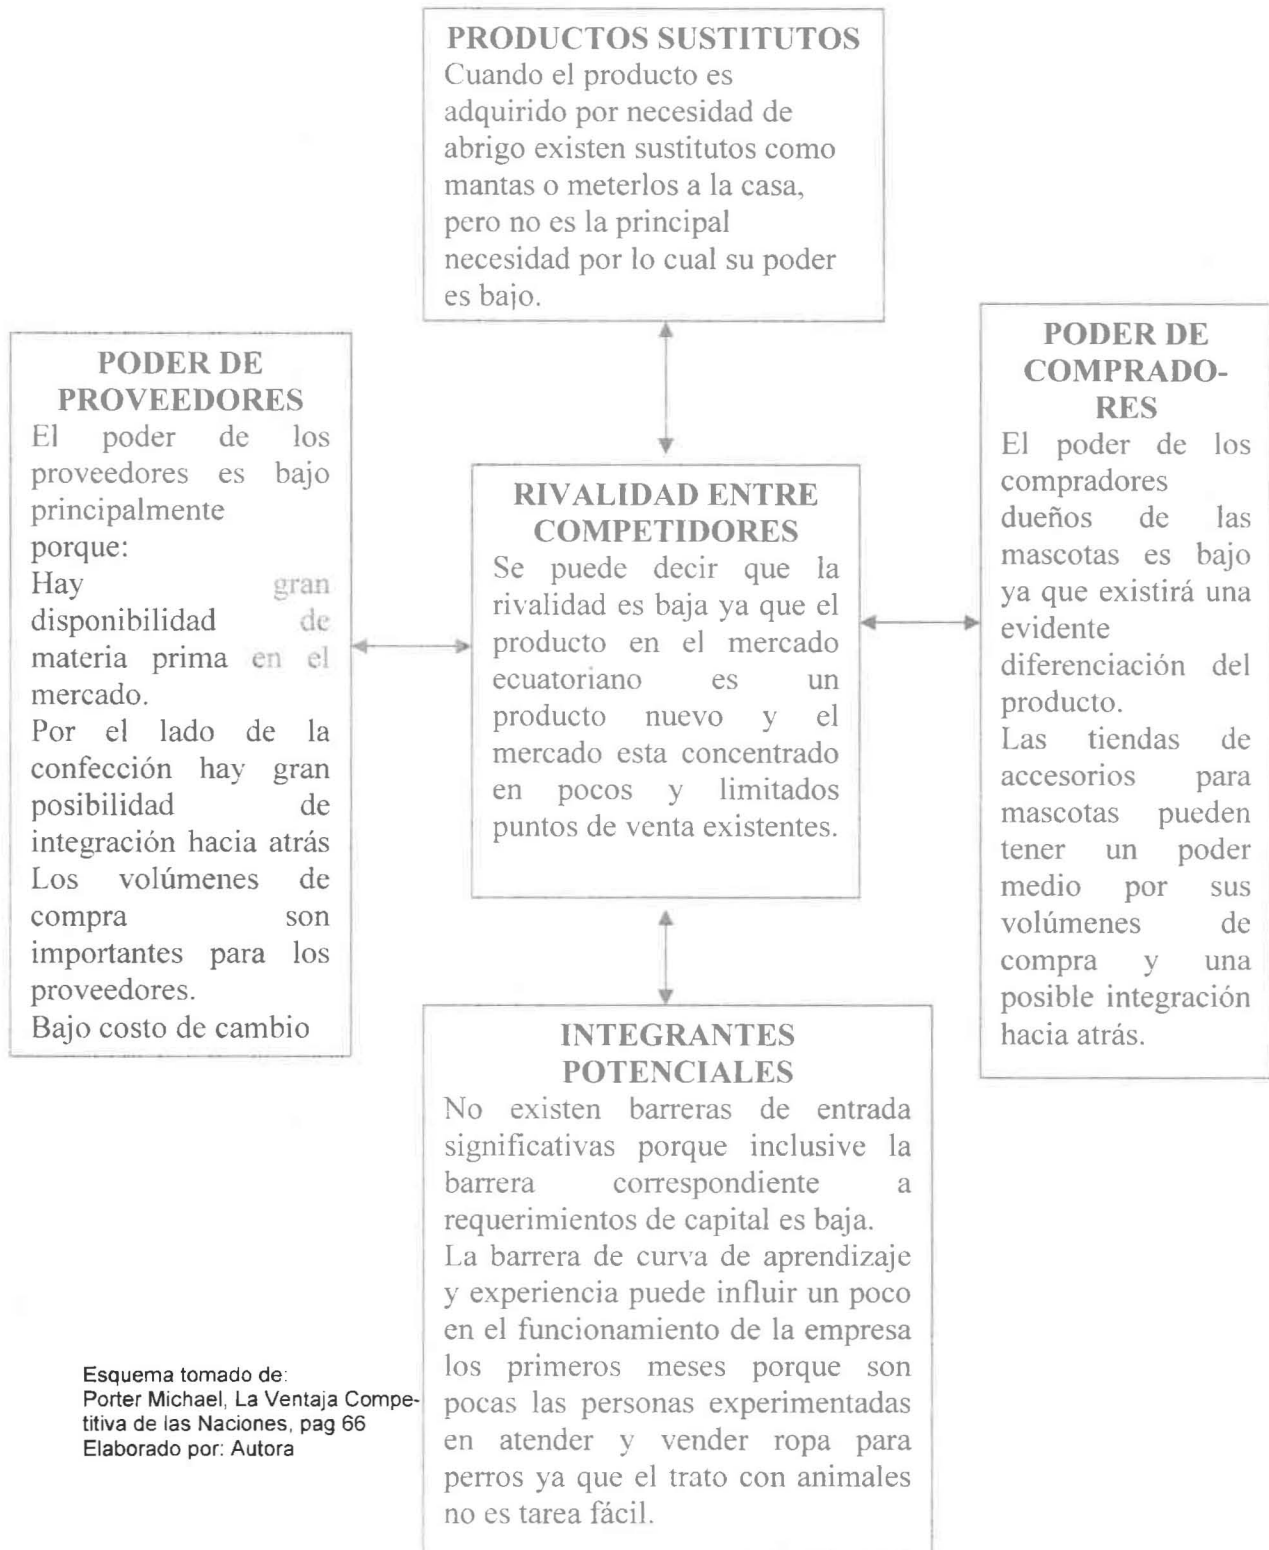 PRODUCTOS SUSTITUTOS
Cuando el producto es
adquirido por necesidad de
abrigo existen sustitutos como
mantas o meterlos a la casa,
pero no es la principal
necesidad por lo cual su poder
es bajo.
PODER DE
PROVEEDORES
El poder de los
proveedores es bajo
principalmente
porque:
Hay gran
disponibilidad de
materia prima en el
mercado.
Por el lado de la
confección hay gran
posibilidad de
integración hacia atrás
Los volúmenes de
compra son
importantes para los
proveedores.
Bajo costo de cambio
RIVALIDAD ENTRE
COMPETIDORES
Se puede decir que la
rivalidad es baja ya que el
producto en el mercado
ecuatoriano es un
producto nuevo y el
mercado esta concentrado
en pocos y limitados
puntos de venta existentes.
PODER DE
COMPRADO-
RES
El poder de los
compradores
dueños de las
mascotas es bajo
ya que existirá una
evidente
diferenciación del
producto.
Las tiendas de
accesorios para
mascotas pueden
tener un poder
medio por sus
volúmenes de
compra y una
posible integración
hacia atrás.
INTEGRANTES
POTENCIALES
No existen barreras de entrada
significativas porque inclusive la
barrera correspondiente a
requerimientos de capital es baja.
La barrera de curva de aprendizaje
y experiencia puede influir un poco
en el funcionamiento de la empresa
los primeros meses porque son
pocas las personas experimentadas
en atender y vender ropa para
perros ya que el trato con animales
no es tarea fácil.
Esquema tomado de:
Porter Michael, La Ventaja Compe-
titiva de las Naciones, pag 66
Elaborado por: Autora